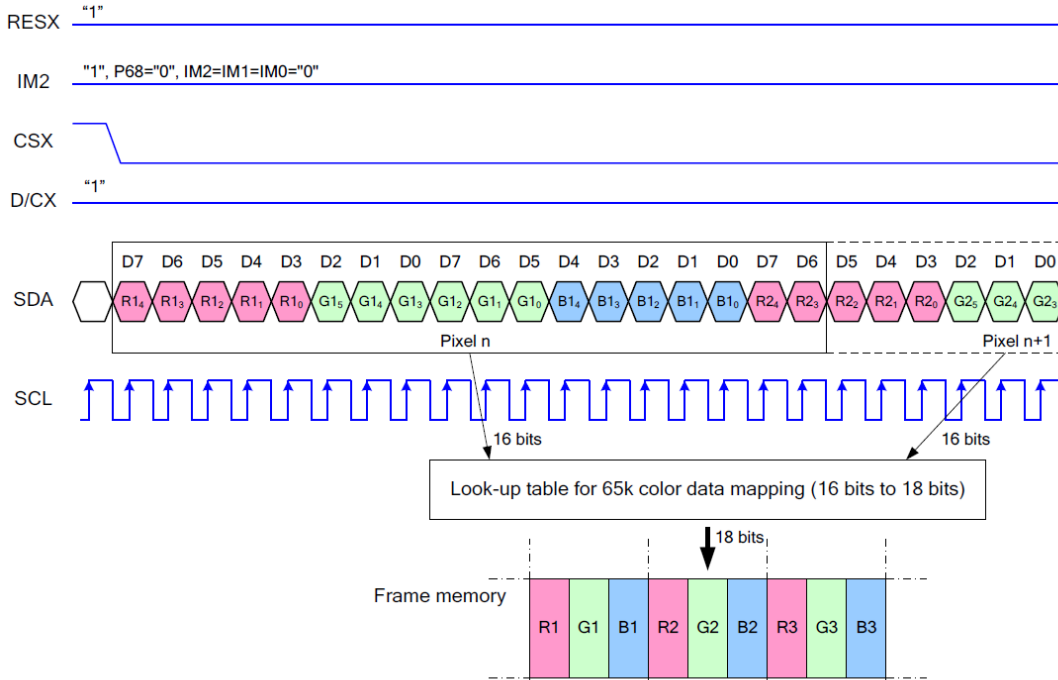 RESX “1”
IM2 "1", P68="0", IM2=IM1=IM0="0"
CSX
D/CX “1”
D7 D6 D5 D4 D3 D2 D1 D0 D7 D6 D5 D4 D3 D2 D1 D0 D7 D6 D5 D4 D3 D2 D1 D0
SDA R1₄ R1₃ R1₂ R1₁ R1₀ G1₅ G1₄ G1₃ G1₂ G1₁ G1₀ B1₄ B1₃ B1₂ B1₁ B1₀ R2₄ R2₃ R2₂ R2₁ R2₀ G2₅ G2₄ G2₃
Pixel n Pixel n+1
SCL
16 bits 16 bits
Look-up table for 65k color data mapping (16 bits to 18 bits)
18 bits
Frame memory
R1 G1 B1 R2 G2 B2 R3 G3 B3